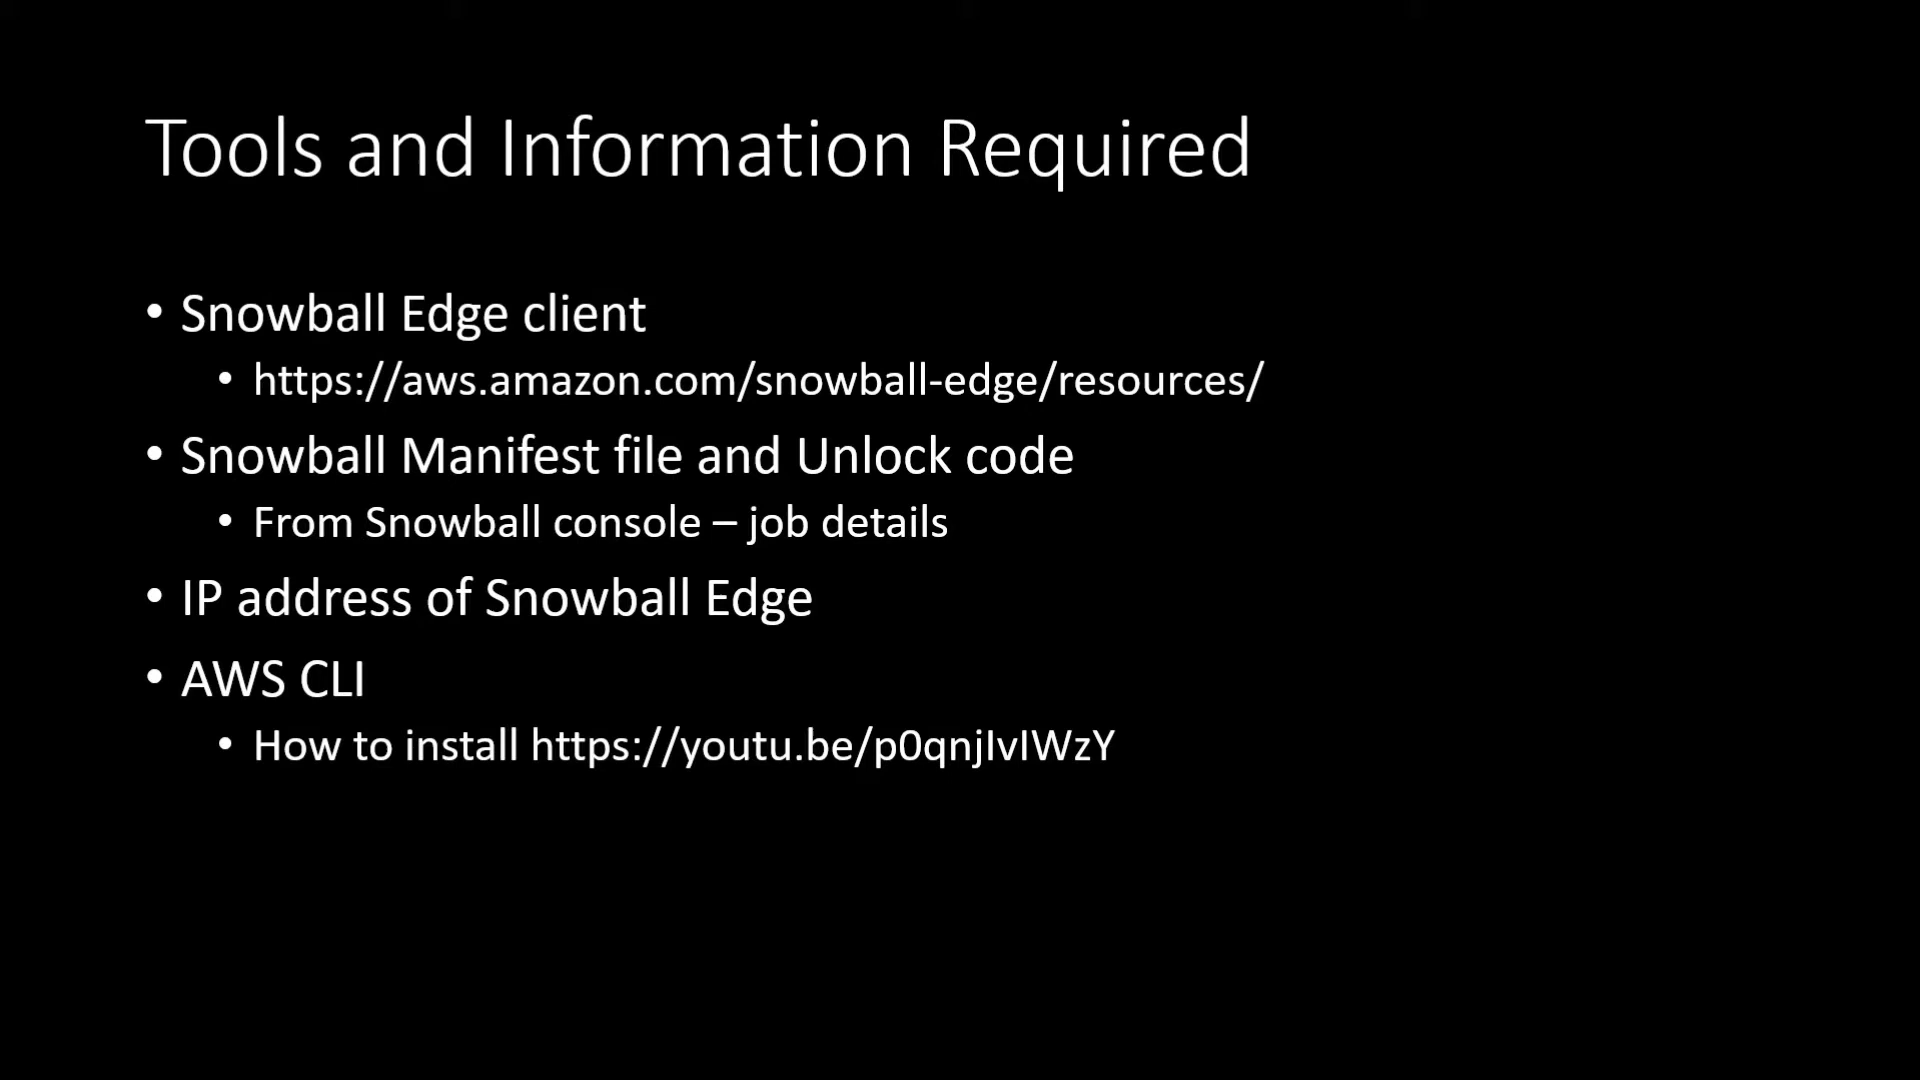 Tools and Information Required
• Snowball Edge client
• https://aws.amazon.com/snowball-edge/resources/
• Snowball Manifest file and Unlock code
• From Snowball console – job details
• IP address of Snowball Edge
• AWS CLI
• How to install https://youtu.be/p0qnjIvIWzY